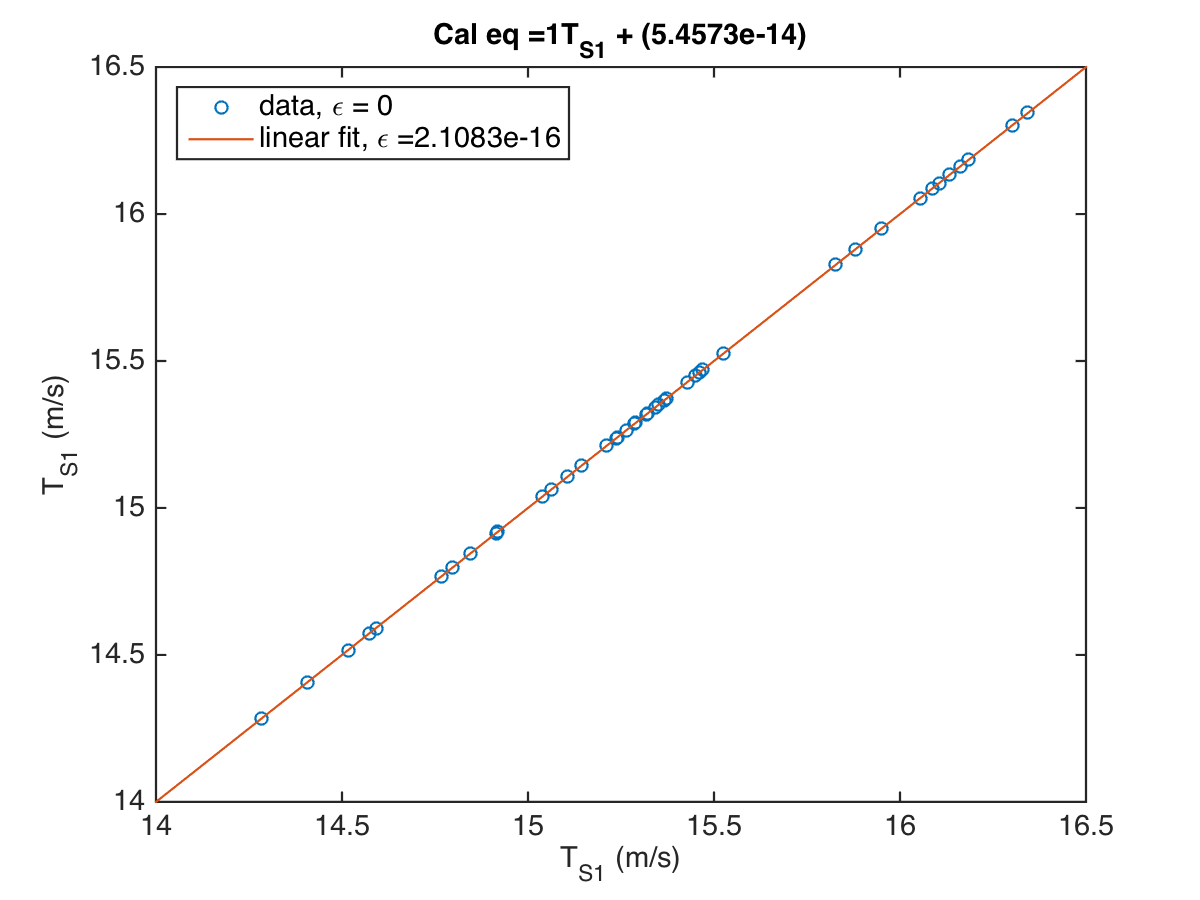 Cal eq =1T_S1 + (5.4573e-14)
16.5
data, ϵ = 0
linear fit, ϵ =2.1083e-16
16
15.5
T_S1 (m/s)
15
14.5
14
14 14.5 15 15.5 16 16.5
T_S1 (m/s)